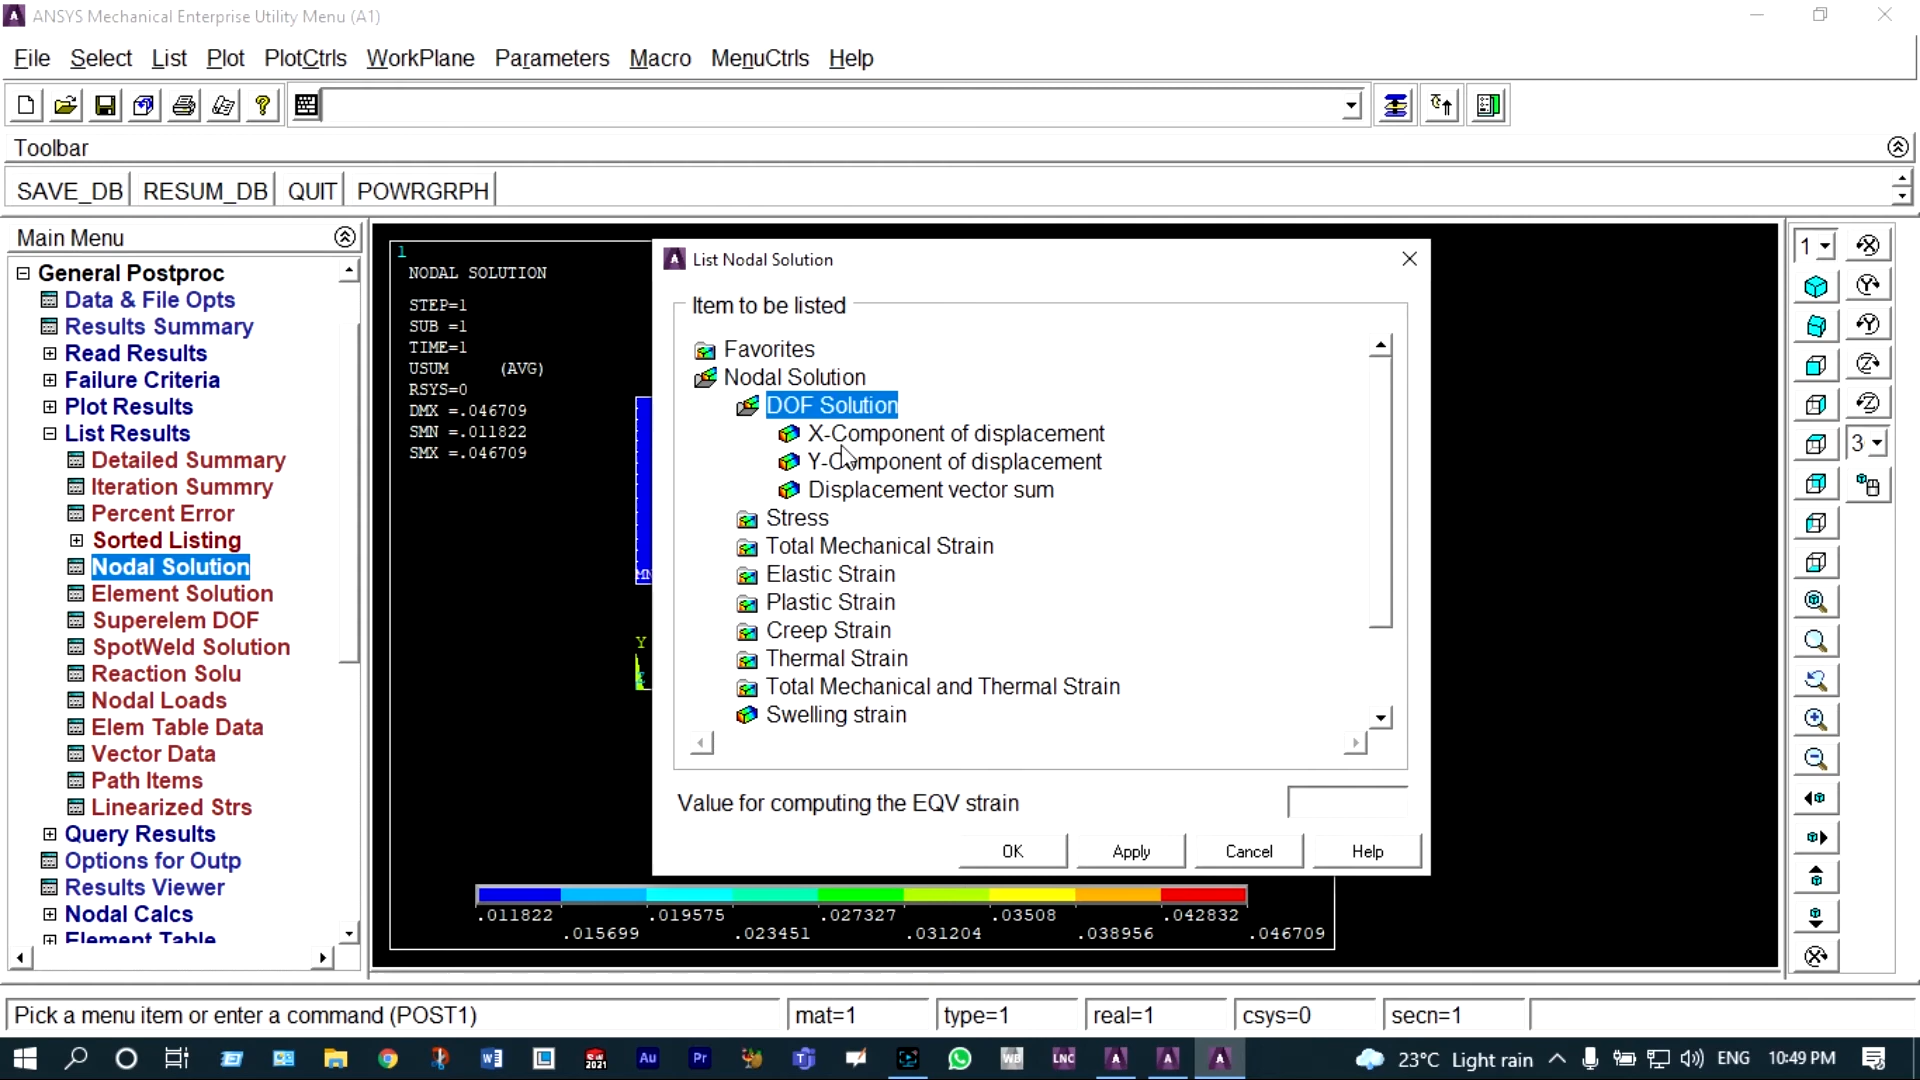 ANSYS Mechanical Enterprise Utility Menu (A1)
File Select List Plot PlotCtrls WorkPlane Parameters Macro MenuCtrls Help
Toolbar
SAVE_DB RESUM_DB QUIT POWRGRPH
Main Menu
General Postproc
Data & File Opts
Results Summary
Read Results
Failure Criteria
Plot Results
List Results
Detailed Summary
Iteration Summry
Percent Error
Sorted Listing
Nodal Solution
Element Solution
Superelem DOF
SpotWeld Solution
Reaction Solu
Nodal Loads
Elem Table Data
Vector Data
Path Items
Linearized Strs
Query Results
Options for Outp
Results Viewer
Nodal Calcs
Element Table
1
NODAL SOLUTION
STEP=1
SUB =1
TIME=1
USUM (AVG)
RSYS=0
DMX =.046709
SMN =.011822
SMX =.046709
MN
Y
List Nodal Solution
Item to be listed
Favorites
Nodal Solution
DOF Solution
X-Component of displacement
Y-Component of displacement
Displacement vector sum
Stress
Total Mechanical Strain
Elastic Strain
Plastic Strain
Creep Strain
Thermal Strain
Total Mechanical and Thermal Strain
Swelling strain
Value for computing the EQV strain
OK Apply Cancel Help
.011822 .019575 .027327 .03508 .042832
.015699 .023451 .031204 .038956 .046709
1
3
Pick a menu item or enter a command (POST1) mat=1 type=1 real=1 csys=0 secn=1
2021 Au Pr WB LNC 23°C Light rain ENG 10:49 PM